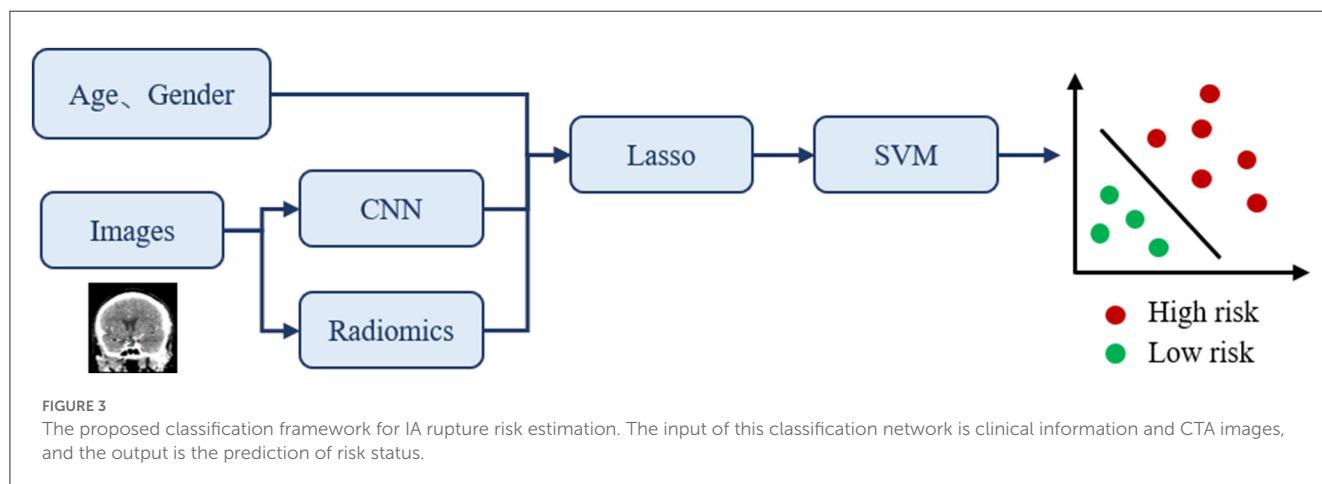 Age、Gender
Images
CNN
Radiomics
Lasso
SVM
High risk
Low risk
FIGURE 3
The proposed classification framework for IA rupture risk estimation. The input of this classification network is clinical information and CTA images,
and the output is the prediction of risk status.